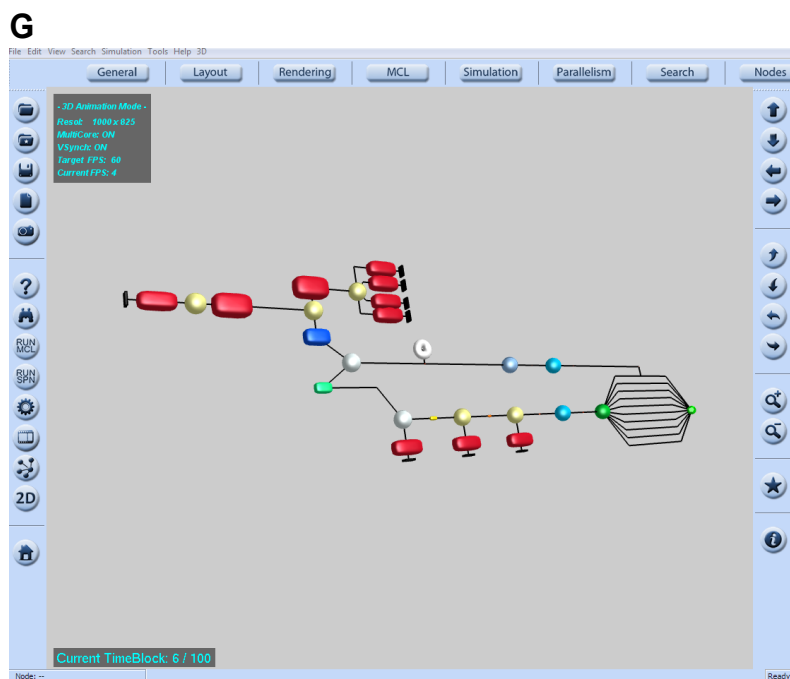 G
File Edit View Search Simulation Tools Help 3D
General Layout Rendering MCL Simulation Parallelism Search Nodes
- 3D Animation Mode -
Resol: 1000 x 825
MultiCore: ON
VSynch: ON
Target FPS: 60
Current FPS: 4
?
RUN MCL
RUN SPN
2D
i
Current TimeBlock: 6 / 100
Node: -- Ready